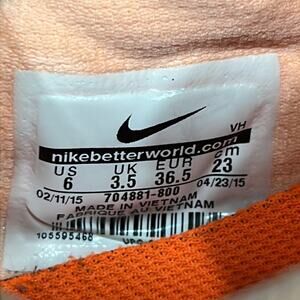 VH
nikebetterworld.com
US UK EUR cm
6 3.5 36.5 23
02/11/15 704881-800 04/23/15
MADE IN VIETNAM
FABRIQUE AU VIETNAM
105595468